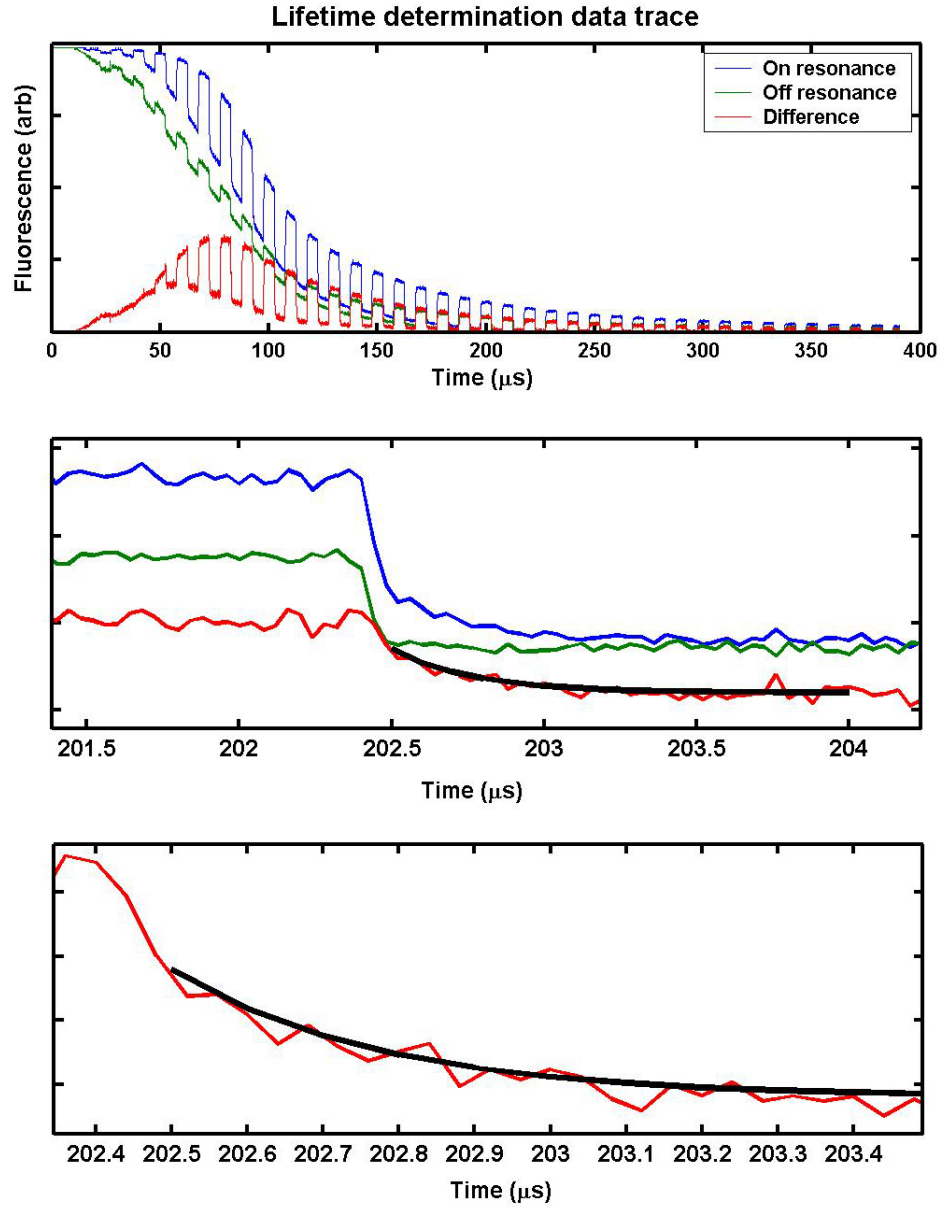 Lifetime determination data trace
Fluorescence (arb)
On resonance
Off resonance
Difference
0 50 100 150 200 250 300 350 400
Time (μs)
201.5 202 202.5 203 203.5 204
Time (μs)
202.4 202.5 202.6 202.7 202.8 202.9 203 203.1 203.2 203.3 203.4
Time (μs)